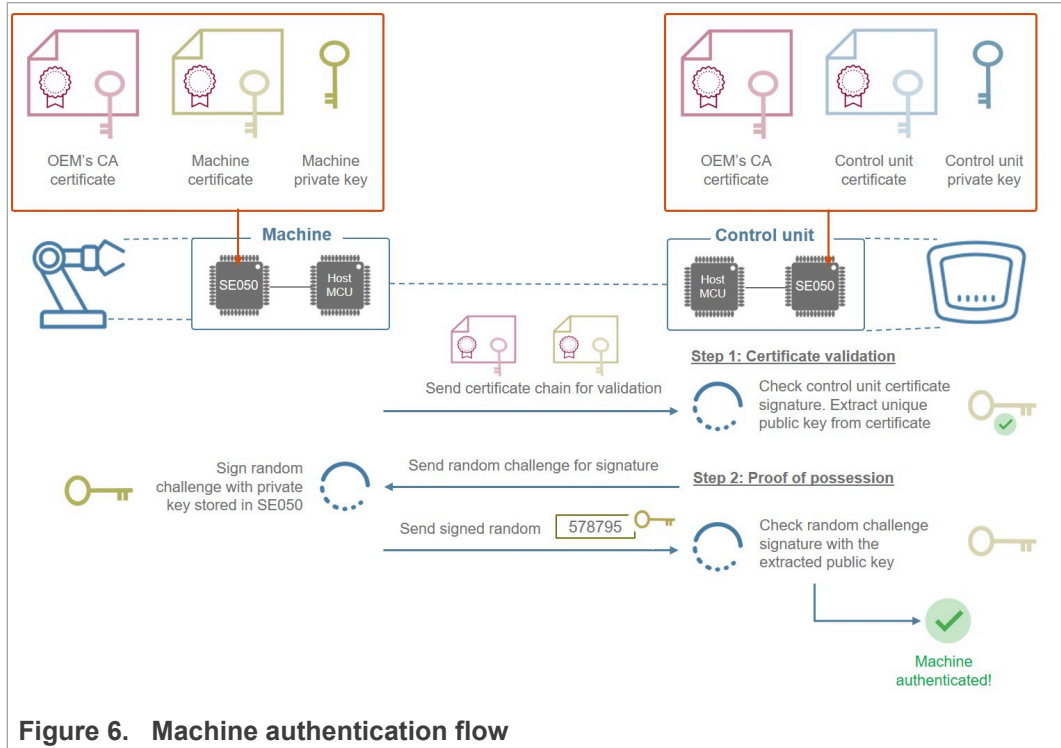 OEM's CA
certificate
Machine
certificate
Machine
private key
OEM's CA
certificate
Control unit
certificate
Control unit
private key
Machine
SE050
Host
MCU
Control unit
Host
MCU
SE050
Step 1: Certificate validation
Send certificate chain for validation
Check control unit certificate
signature. Extract unique
public key from certificate
Sign random
challenge with private
key stored in SE050
Send random challenge for signature
Step 2: Proof of possession
Send signed random
578795
Check random challenge
signature with the
extracted public key
Machine
authenticated!
Figure 6. Machine authentication flow